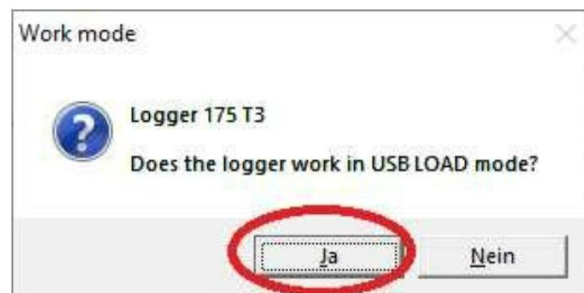 Work mode
Logger 175 T3
Does the logger work in USB LOAD mode?
Ja
Nein